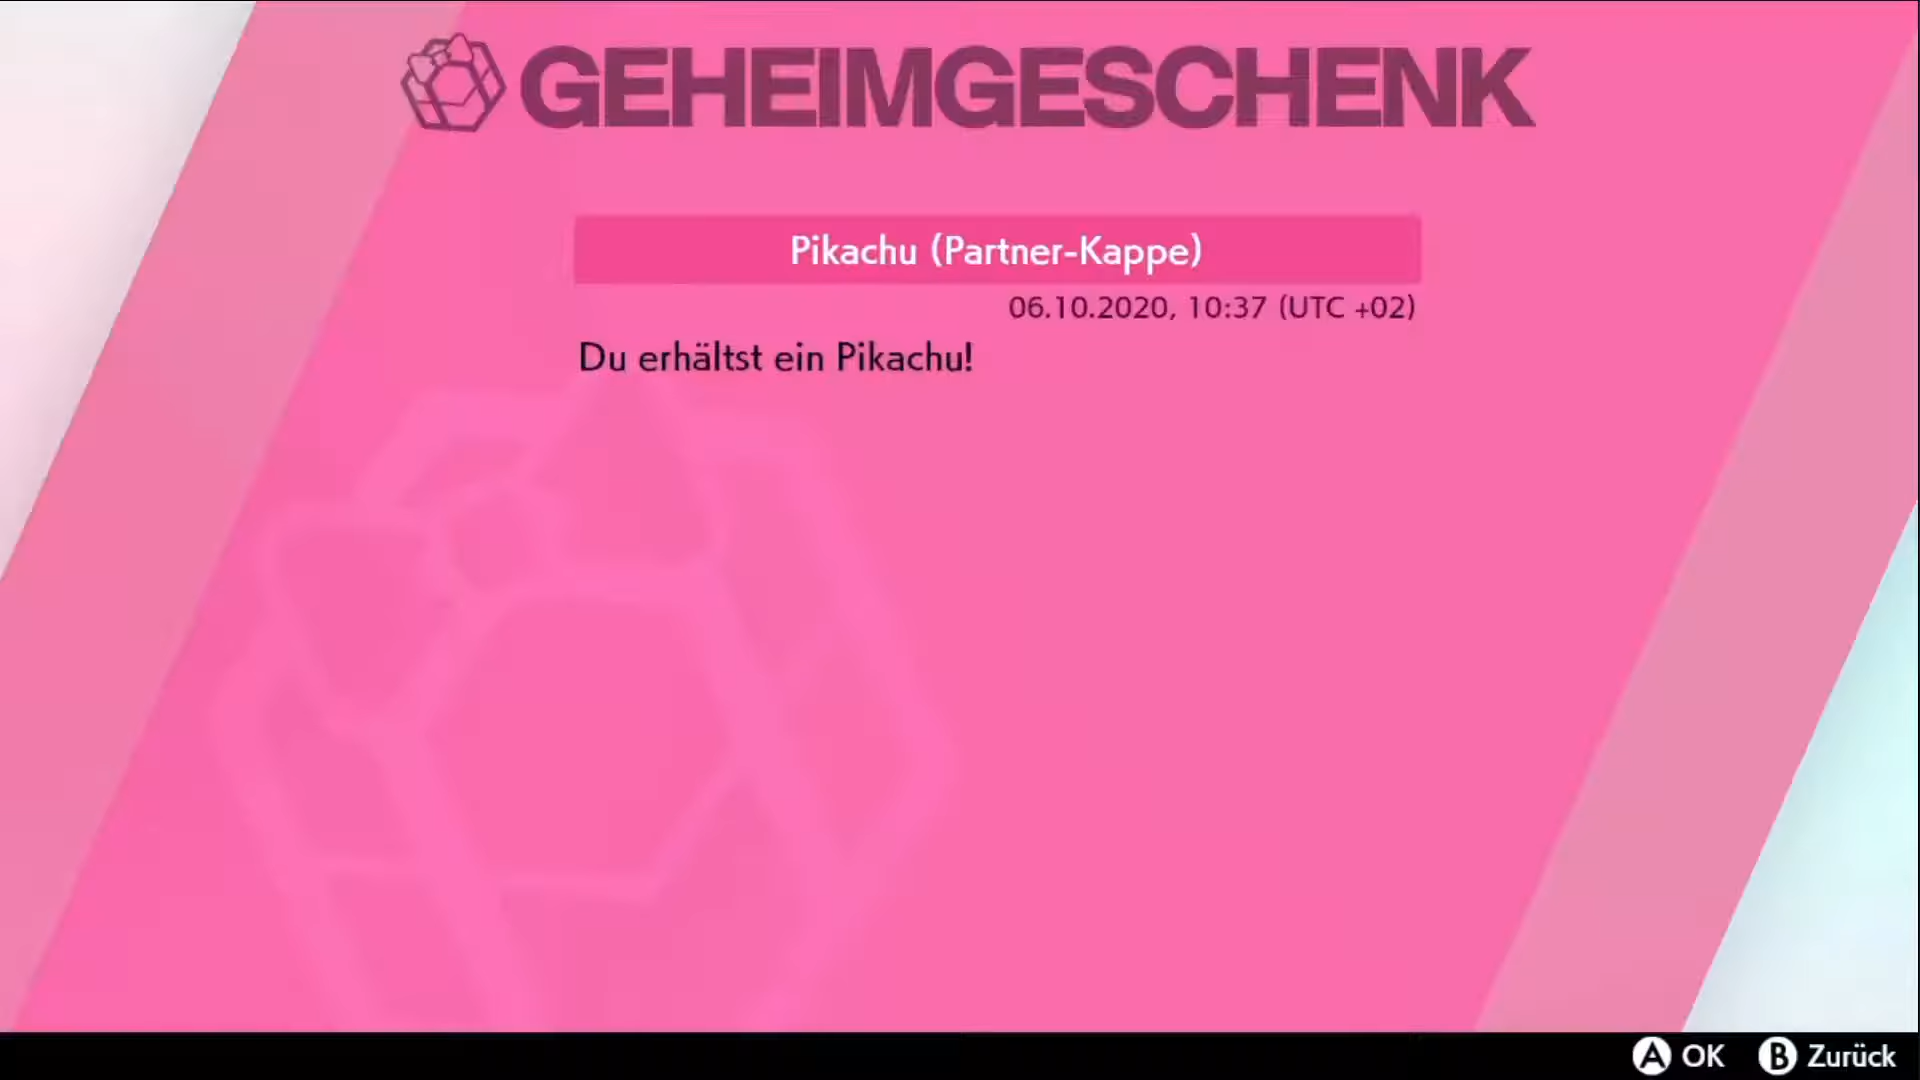 GEHEIMGESCHENK
Pikachu (Partner-Kappe)
06.10.2020, 10:37 (UTC +02)
Du erhältst ein Pikachu!
A OK B Zurück